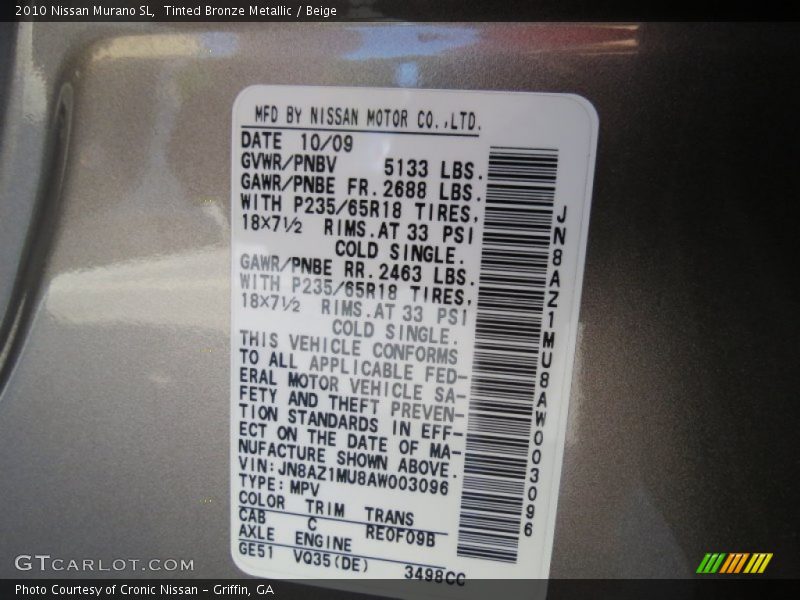 2010 Nissan Murano SL, Tinted Bronze Metallic / Beige
MFD BY NISSAN MOTOR CO.,LTD.
DATE 10/09
GVWR/PNBV 5133 LBS.
GAWR/PNBE FR. 2688 LBS.
WITH P235/65R18 TIRES,
18X7½ RIMS. AT 33 PSI
COLD SINGLE.
GAWR/PNBE RR. 2463 LBS.
WITH P235/65R18 TIRES,
18X7½ RIMS. AT 33 PSI
COLD SINGLE.
THIS VEHICLE CONFORMS
TO ALL APPLICABLE FED-
ERAL MOTOR VEHICLE SA-
FETY AND THEFT PREVEN-
TION STANDARDS IN EFF-
ECT ON THE DATE OF MA-
NUFACTURE SHOWN ABOVE.
VIN:JN8AZ1MU8AW003096
TYPE:MPV
COLOR TRIM TRANS
CAB C RE0F09B
AXLE ENGINE
GE51 VQ35(DE) 3498CC
JN8AZ1MU8AW003096
GTCARLOT.COM
Photo Courtesy of Cronic Nissan - Griffin, GA